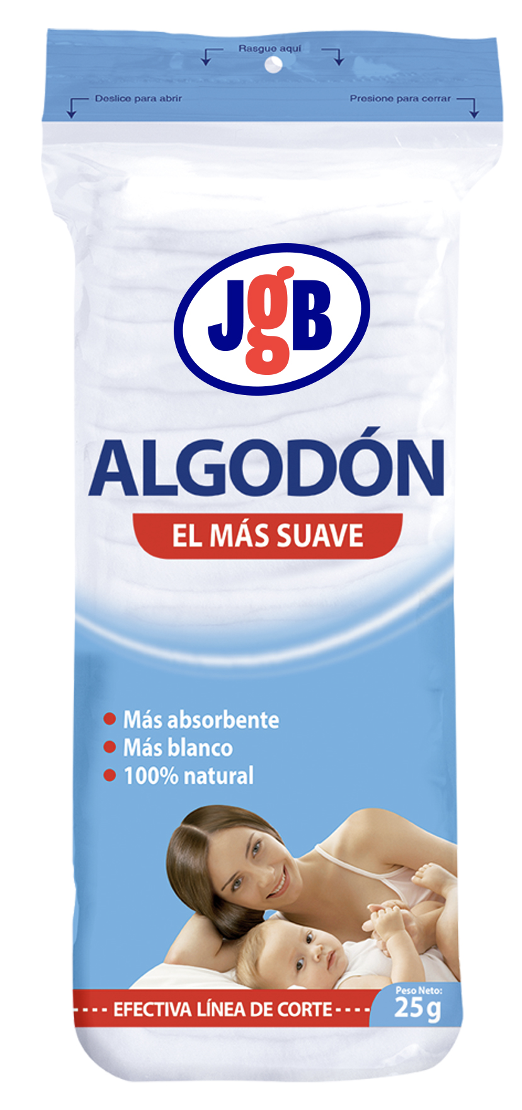 Rasgue aquí
Deslice para abrir
Presione para cerrar
JgB
ALGODÓN
EL MÁS SUAVE
Más absorbente
Más blanco
100% natural
Peso Neto:
EFECTIVA LÍNEA DE CORTE
25g